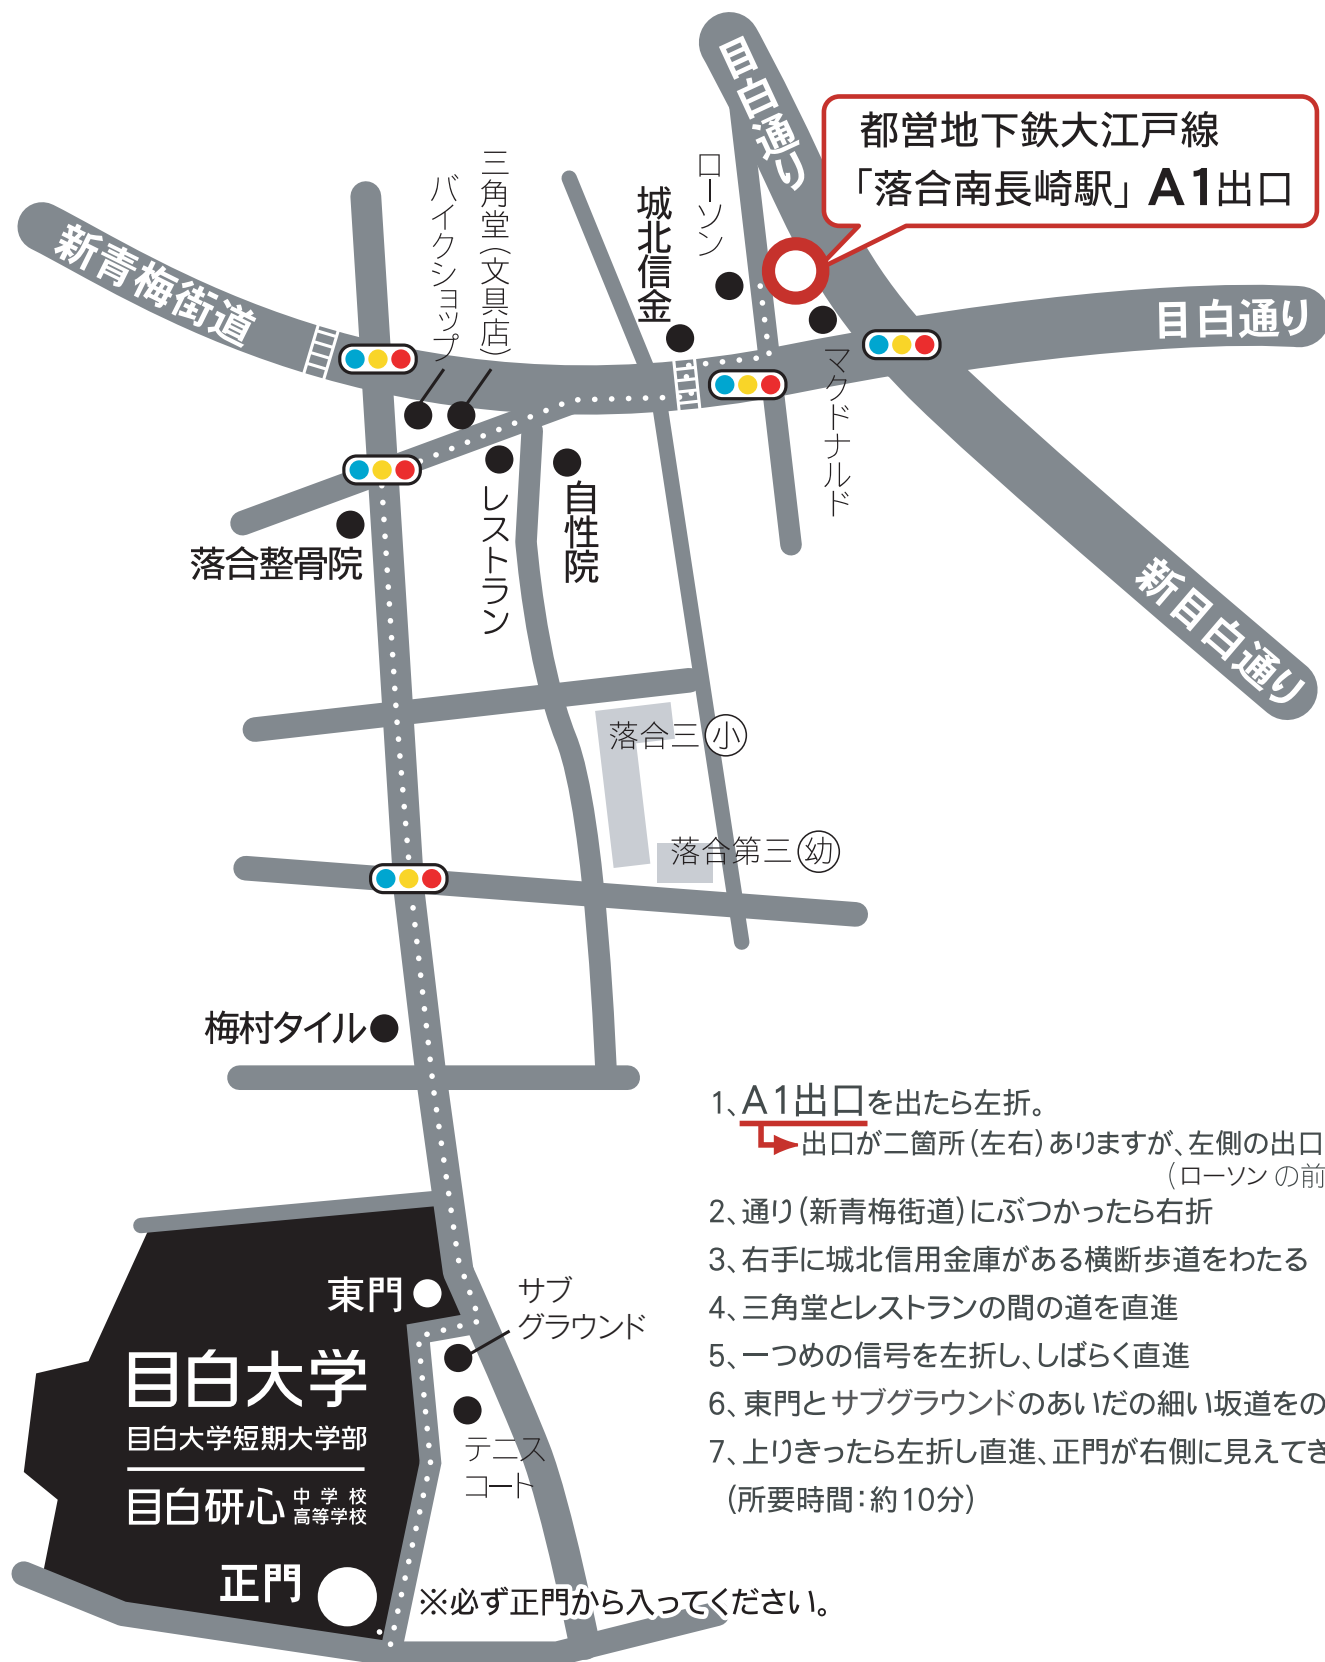 目白通り
都営地下鉄大江戸線
「落合南長崎駅」A1出口
ローソン
城北信金
三角堂(文具店)
バイクショップ
新青梅街道
目白通り
マクドナルド
新目白通り
自性院
レストラン
落合整骨院
落合三小
落合第三幼
梅村タイル
1、A1出口を出たら左折。
出口が二箇所(左右)ありますが、左側の出口
(ローソン の前
2、通り(新青梅街道)にぶつかったら右折
3、右手に城北信用金庫がある横断歩道をわたる
4、三角堂とレストランの間の道を直進
5、一つめの信号を左折し、しばらく直進
6、東門とサブグラウンドのあいだの細い坂道をの
7、上りきったら左折し直進、正門が右側に見えてき
(所要時間:約10分)
東門
サブ
グラウンド
目白大学
目白大学短期大学部
目白研心 中学校
高等学校
テニス
コート
正門
※必ず正門から入ってください。